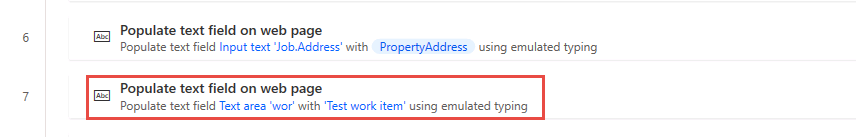 6
Abc
Populate text field on web page
Populate text field Input text 'Job.Address' with PropertyAddress using emulated typing
7
Abc
Populate text field on web page
Populate text field Text area 'wor' with 'Test work item' using emulated typing